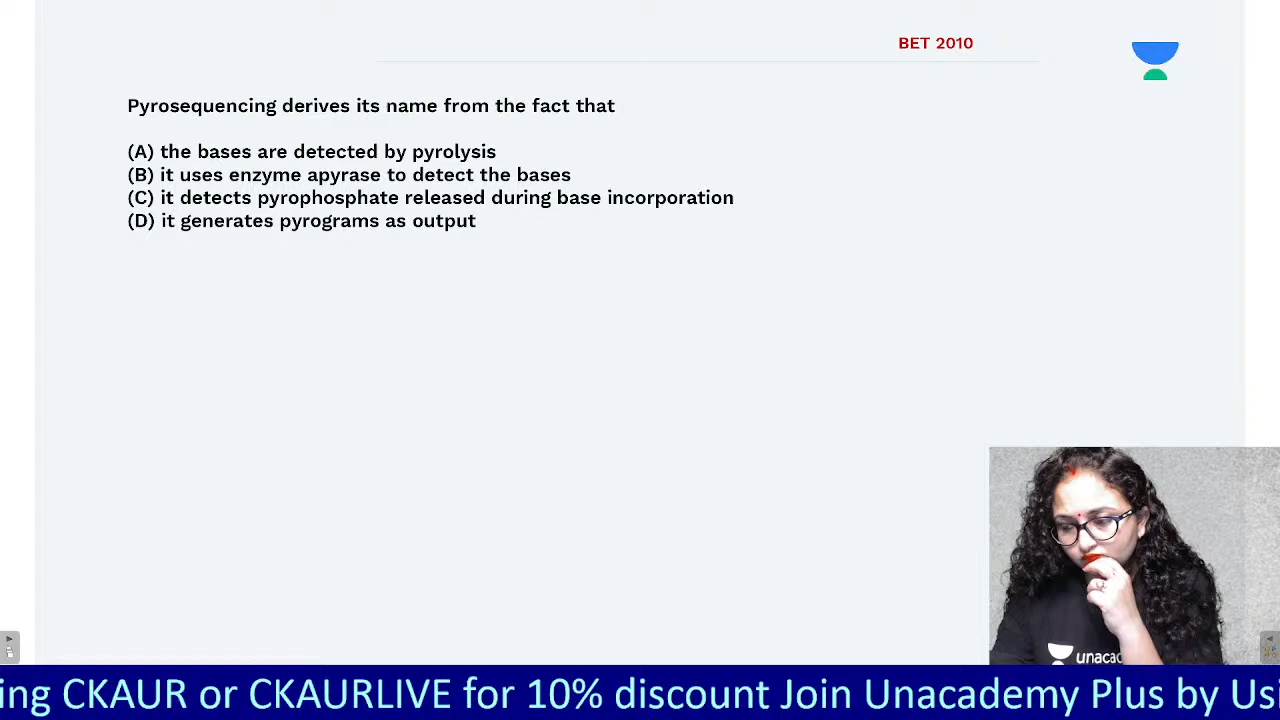 BET 2010
Pyrosequencing derives its name from the fact that
(A) the bases are detected by pyrolysis
(B) it uses enzyme apyrase to detect the bases
(C) it detects pyrophosphate released during base incorporation
(D) it generates pyrograms as output
unacad
ing CKAUR or CKAURLIVE for 10% discount Join Unacademy Plus by Usi